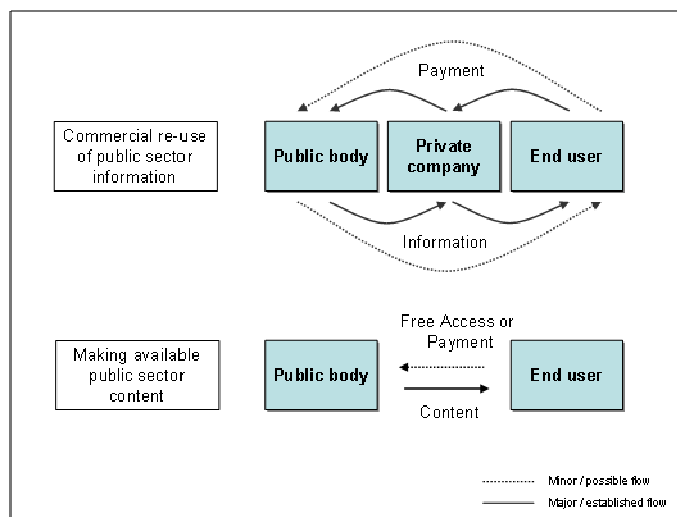 Payment
Commercial re-use
of public sector
information
Public body
Private
company
End user
Information
Making available
public sector
content
Public body
Free Access or
Payment
Content
End user
Minor / possible flow
Major / established flow